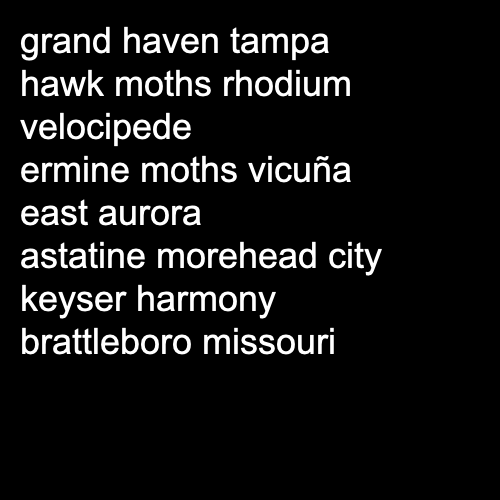 grand haven tampa
hawk moths rhodium
velocipede
ermine moths vicuña
east aurora
astatine morehead city
keyser harmony
brattleboro missouri